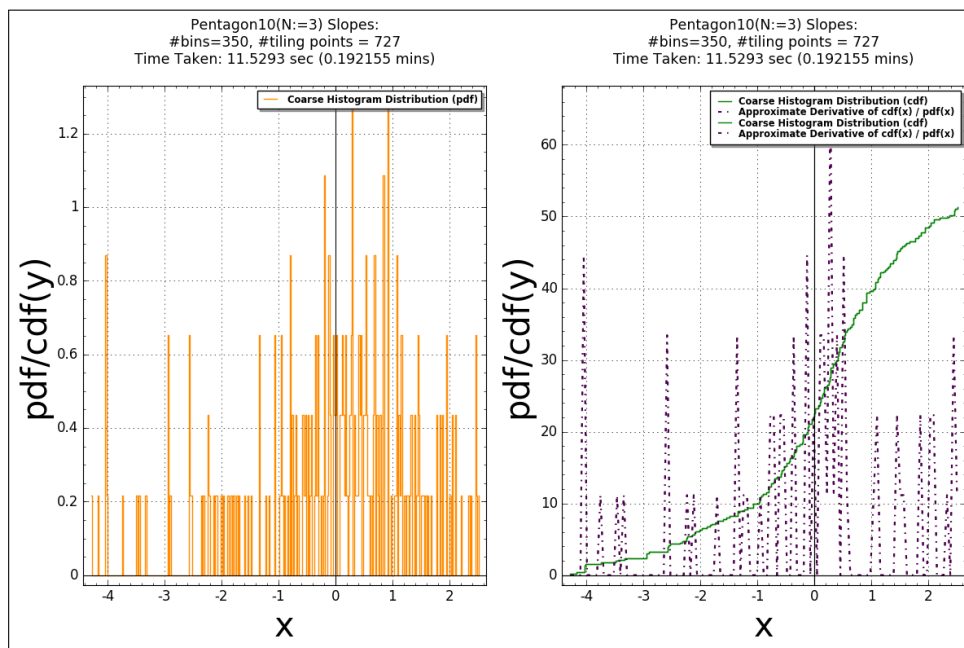 Pentagon10(N:=3) Slopes:
#bins=350, #tiling points = 727
Time Taken: 11.5293 sec (0.192155 mins)
Coarse Histogram Distribution (pdf)
1.2
1
0.8
0.6
0.4
0.2
0
pdf/cdf(y)
-4
-3
-2
-1
0
1
2
x
Pentagon10(N:=3) Slopes:
#bins=350, #tiling points = 727
Time Taken: 11.5293 sec (0.192155 mins)
Coarse Histogram Distribution (cdf)
Approximate Derivative of cdf(x) / pdf(x)
Coarse Histogram Distribution (cdf)
Approximate Derivative of cdf(x) / pdf(x)
60
50
40
30
20
10
0
pdf/cdf(y)
-4
-3
-2
-1
0
1
2
x